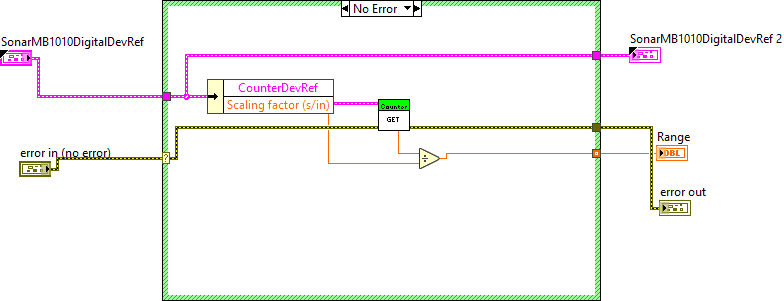 No Error
SonarMB1010DigitalDevRef
SonarMB1010DigitalDevRef 2
CounterDevRef
Scaling factor (s/in)
Counter
GET
error in (no error)
?
÷
Range
DBL
error out